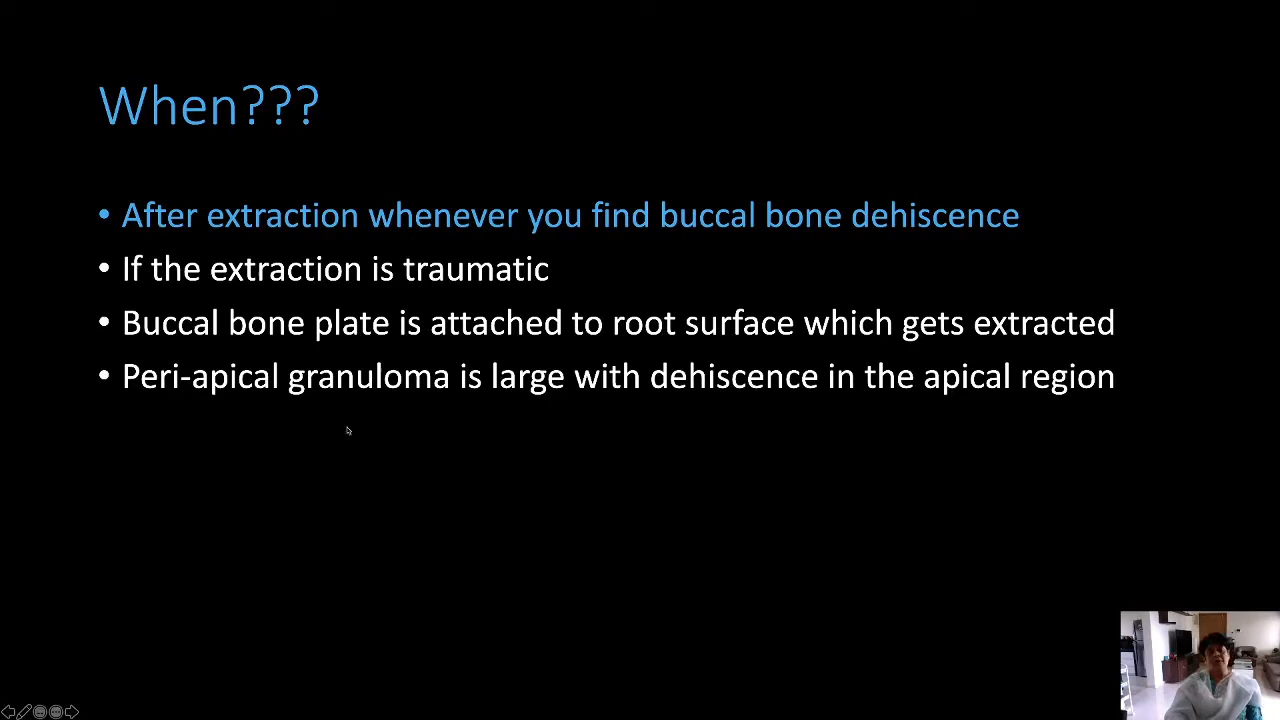 When???
• After extraction whenever you find buccal bone dehiscence
• If the extraction is traumatic
• Buccal bone plate is attached to root surface which gets extracted
• Peri-apical granuloma is large with dehiscence in the apical region